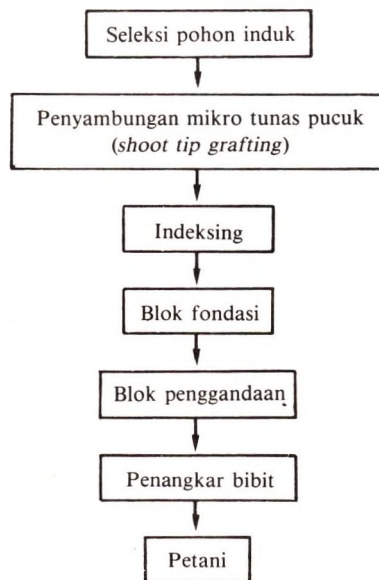 Seleksi pohon induk
Penyambungan mikro tunas pucuk
(shoot tip grafting)
Indeksing
Blok fondasi
Blok penggandaan
Penangkar bibit
Petani